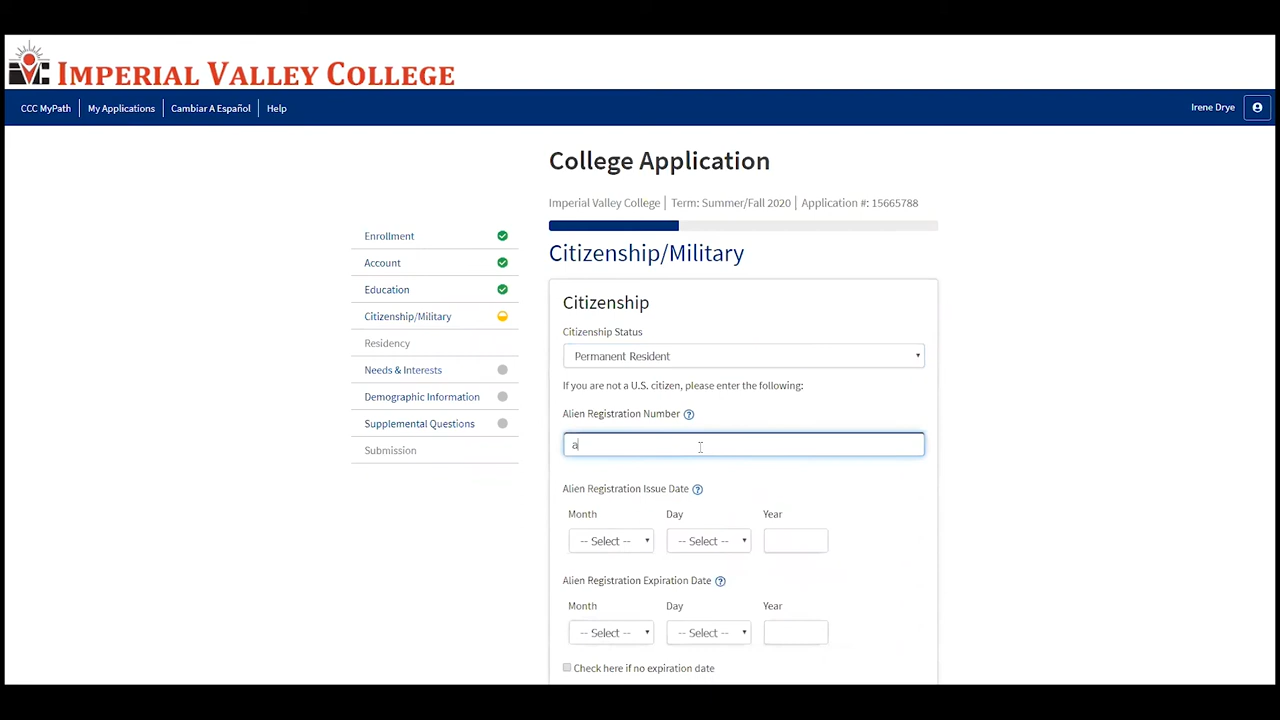 IMPERIAL VALLEY COLLEGE
CCC MyPath My Applications Cambiar A Español Help Irene Drye
College Application
Imperial Valley College Term: Summer/Fall 2020 Application #: 15665788
Enrollment
Account
Education
Citizenship/Military
Residency
Needs & Interests
Demographic Information
Supplemental Questions
Submission
Citizenship/Military
Citizenship
Citizenship Status
Permanent Resident
If you are not a U.S. citizen, please enter the following:
Alien Registration Number
a
Alien Registration Issue Date
Month Day Year
-- Select -- -- Select --
Alien Registration Expiration Date
Month Day Year
-- Select -- -- Select --
Check here if no expiration date